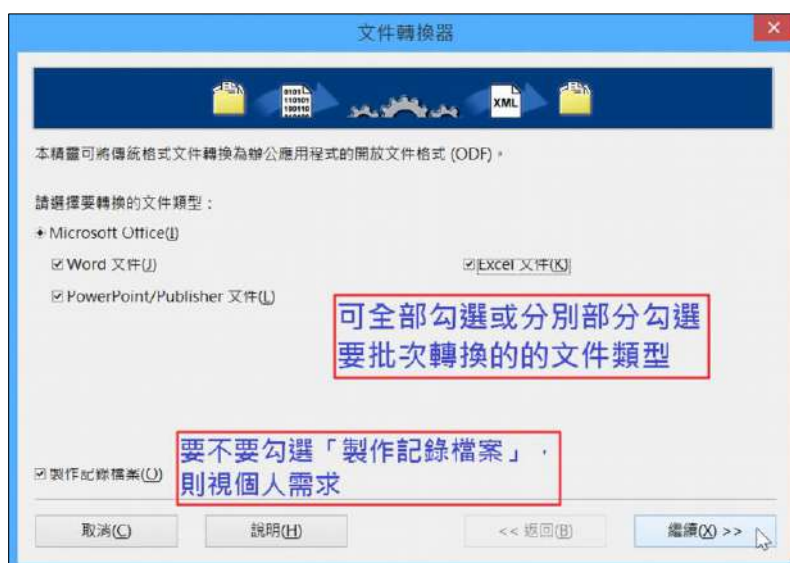 文件轉換器
0101
110101
100110
XML
本精靈可將傳統格式文件轉換為辦公應用程式的開放文件格式 (ODF)。
請選擇要轉換的文件類型：
Microsoft Office(I)
Word 文件(J)
Excel 文件(K)
PowerPoint/Publisher 文件(L)
可全部勾選或分別部分勾選
要批次轉換的的文件類型
要不要勾選「製作記錄檔案」，
則視個人需求
製作記錄檔案(O)
取消(C)
說明(H)
<< 返回(B)
繼續(X) >>